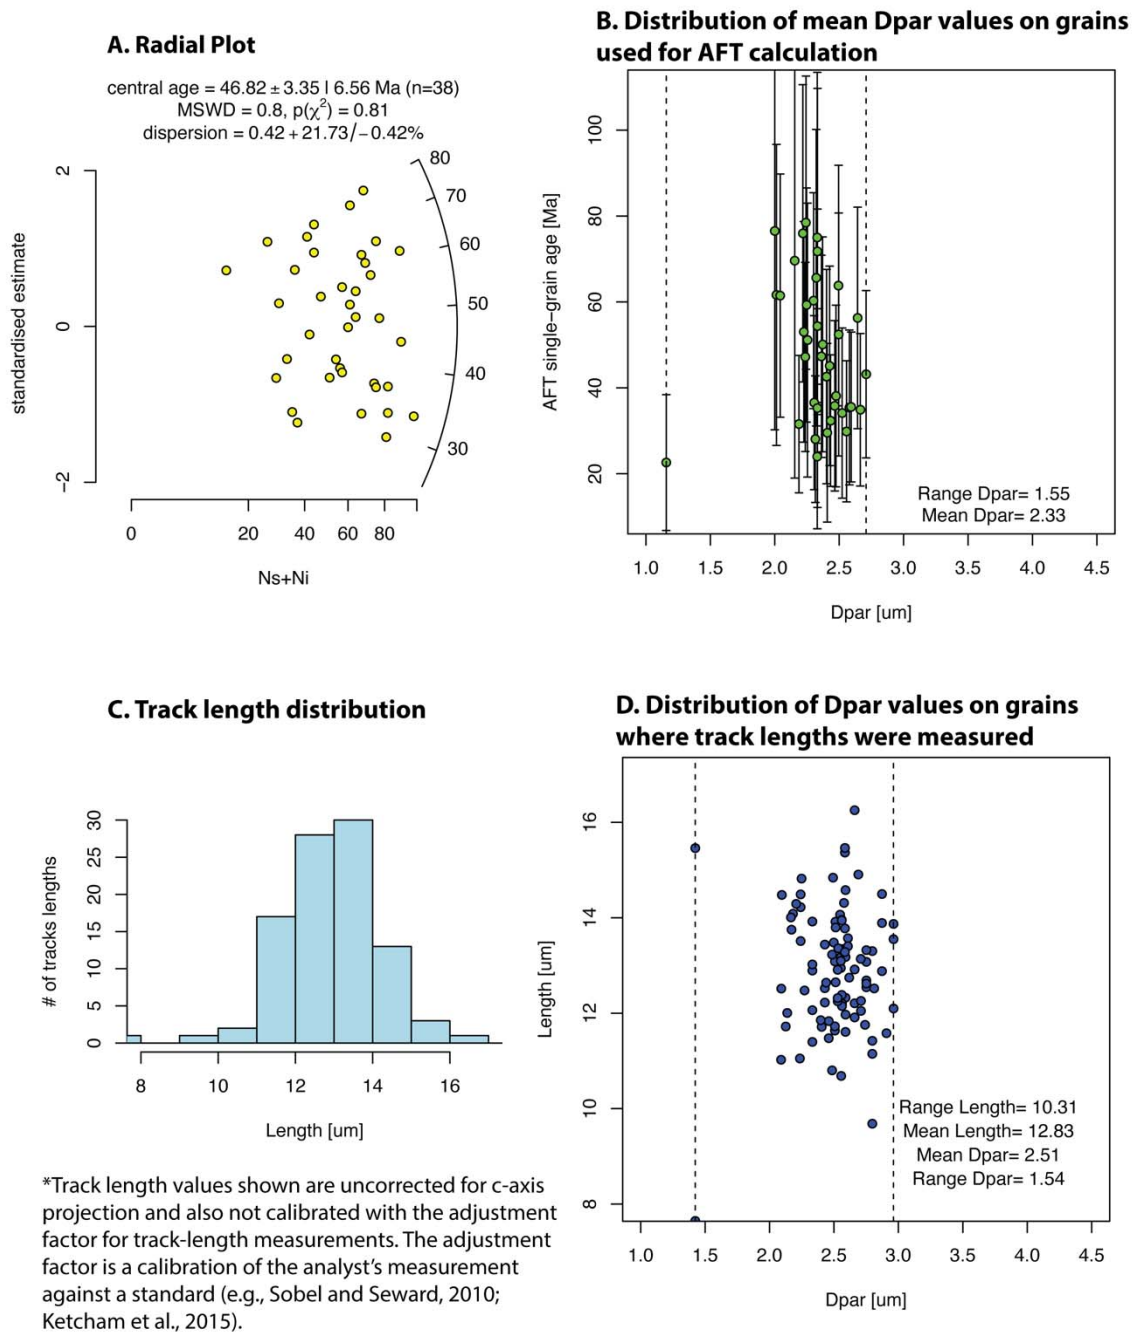 A. Radial Plot
central age = 46.82 ± 3.35 | 6.56 Ma (n=38)
MSWD = 0.8, p(χ²) = 0.81
dispersion = 0.42 + 21.73/−0.42%
standardised estimate
2
0
−2
80
70
60
50
40
30
0
20
40
60
80
Ns+Ni
B. Distribution of mean Dpar values on grains
used for AFT calculation
AFT single−grain age [Ma]
100
80
60
40
20
Range Dpar= 1.55
Mean Dpar= 2.33
1.0
1.5
2.0
2.5
3.0
3.5
4.0
4.5
Dpar [um]
C. Track length distribution
# of tracks lengths
30
25
20
15
10
5
0
8
10
12
14
16
Length [um]
*Track length values shown are uncorrected for c-axis
projection and also not calibrated with the adjustment
factor for track-length measurements. The adjustment
factor is a calibration of the analyst's measurement
against a standard (e.g., Sobel and Seward, 2010;
Ketcham et al., 2015).
D. Distribution of Dpar values on grains
where track lengths were measured
Length [um]
16
14
12
10
8
Range Length= 10.31
Mean Length= 12.83
Mean Dpar= 2.51
Range Dpar= 1.54
1.0
1.5
2.0
2.5
3.0
3.5
4.0
4.5
Dpar [um]